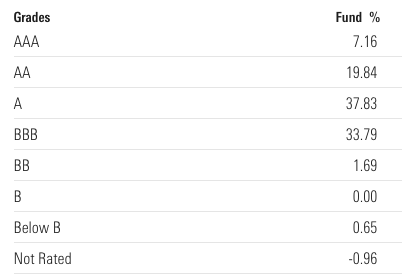 Grades Fund %
AAA 7.16
AA 19.84
A 37.83
BBB 33.79
BB 1.69
B 0.00
Below B 0.65
Not Rated -0.96